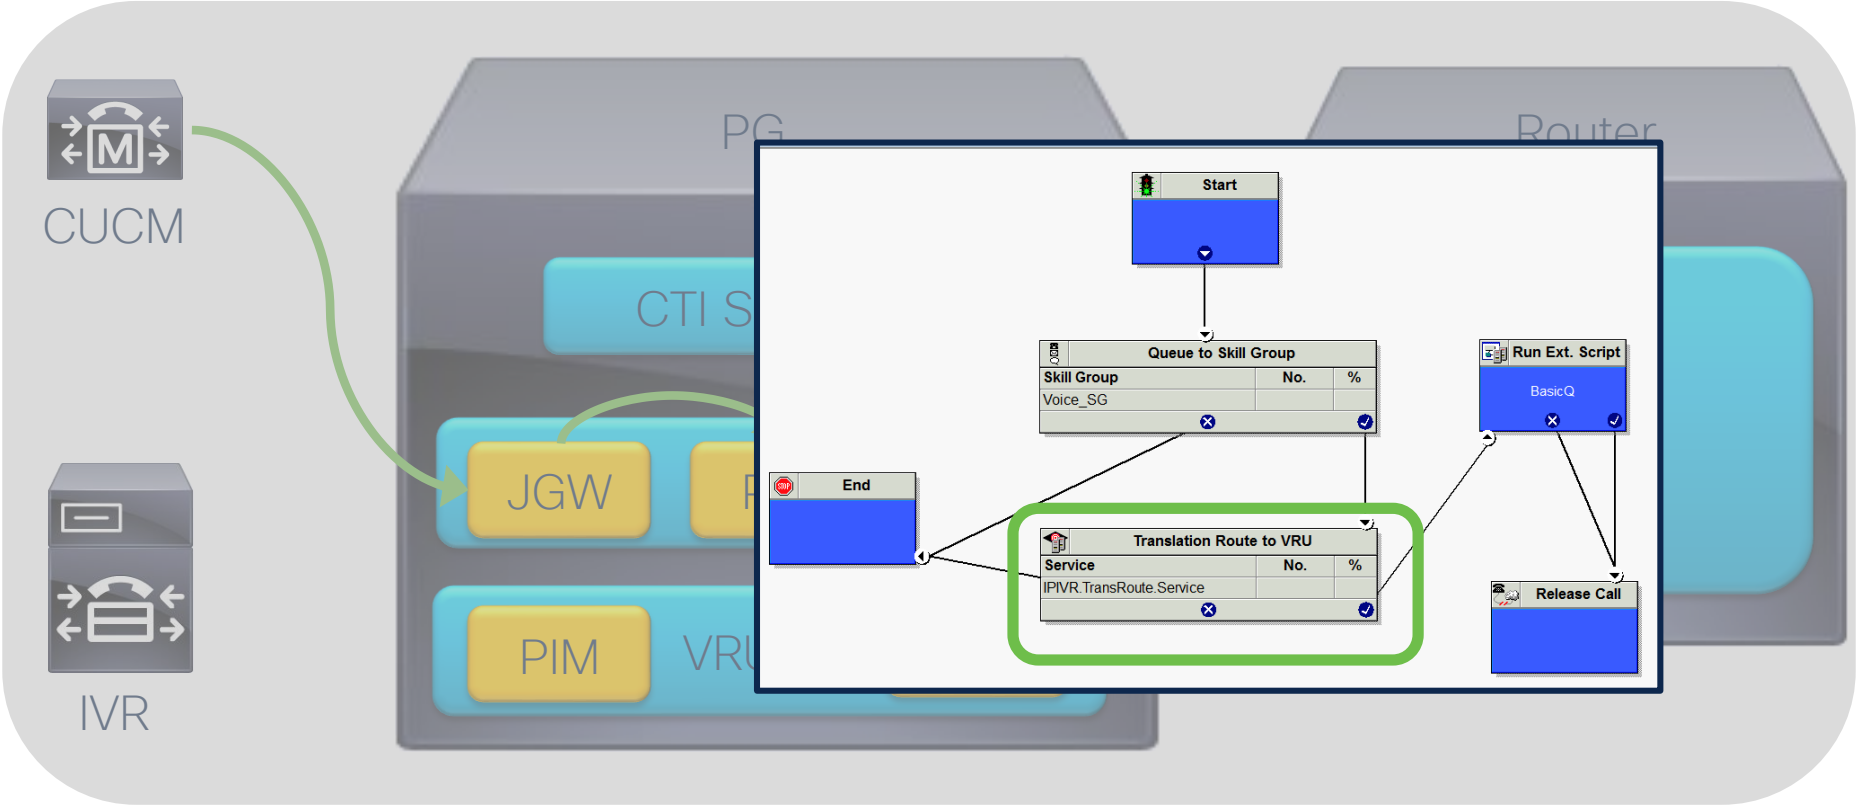 PG
Router
CUCM
M
CTI S
JGW
PIM
VRU
IVR
Start
Queue to Skill Group
Skill Group No. %
Voice_SG
Run Ext. Script
BasicQ
STOP End
Translation Route to VRU
Service No. %
IPIVR.TransRoute.Service
Release Call